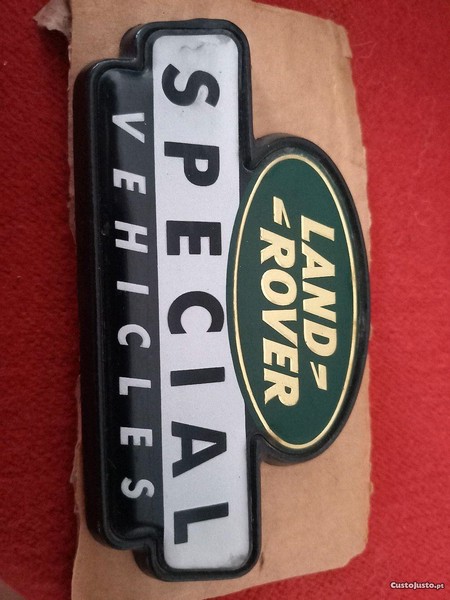 LAND
ROVER
SPECIAL
VEHICLES
CustoJusto.pt